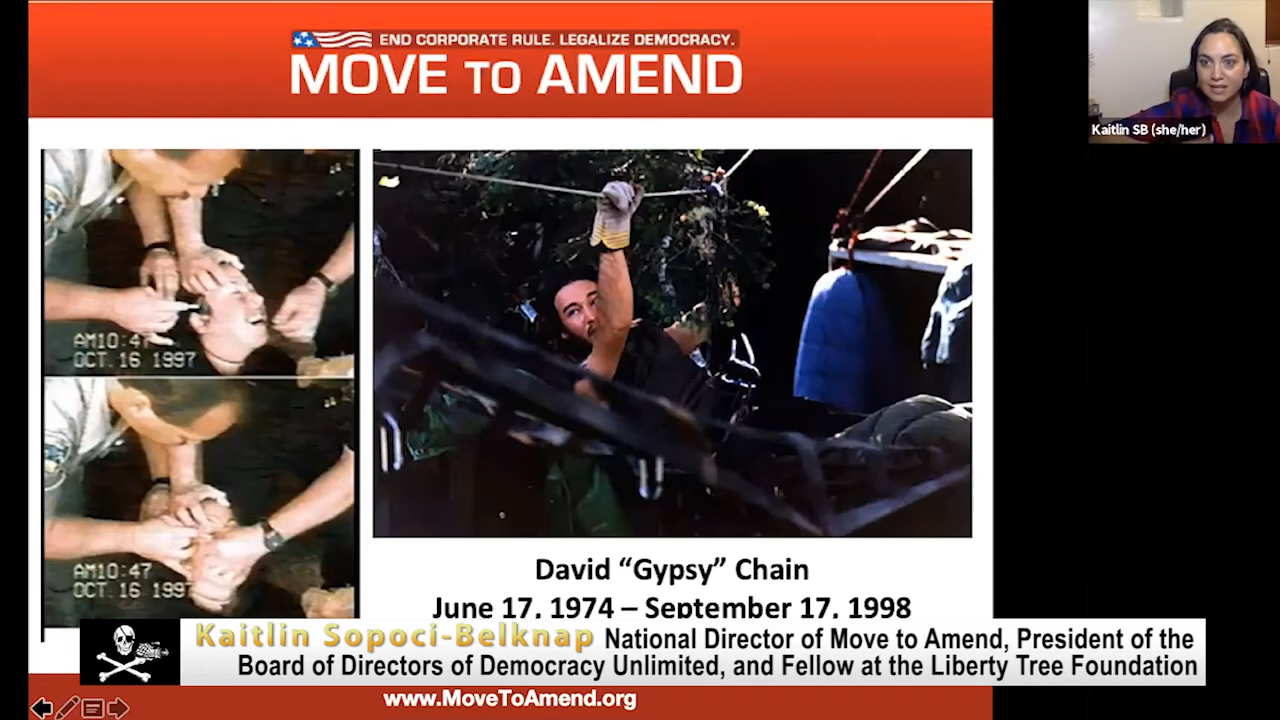 END CORPORATE RULE. LEGALIZE DEMOCRACY.
MOVE TO AMEND
Kaitlin SB (she/her)
AM10:47
OCT. 16 1997
AM10:47
OCT. 16 1997
David “Gypsy” Chain
June 17, 1974 – September 17, 1998
Kaitlin Sopoci-Belknap National Director of Move to Amend, President of the
Board of Directors of Democracy Unlimited, and Fellow at the Liberty Tree Foundation
www.MoveToAmend.org